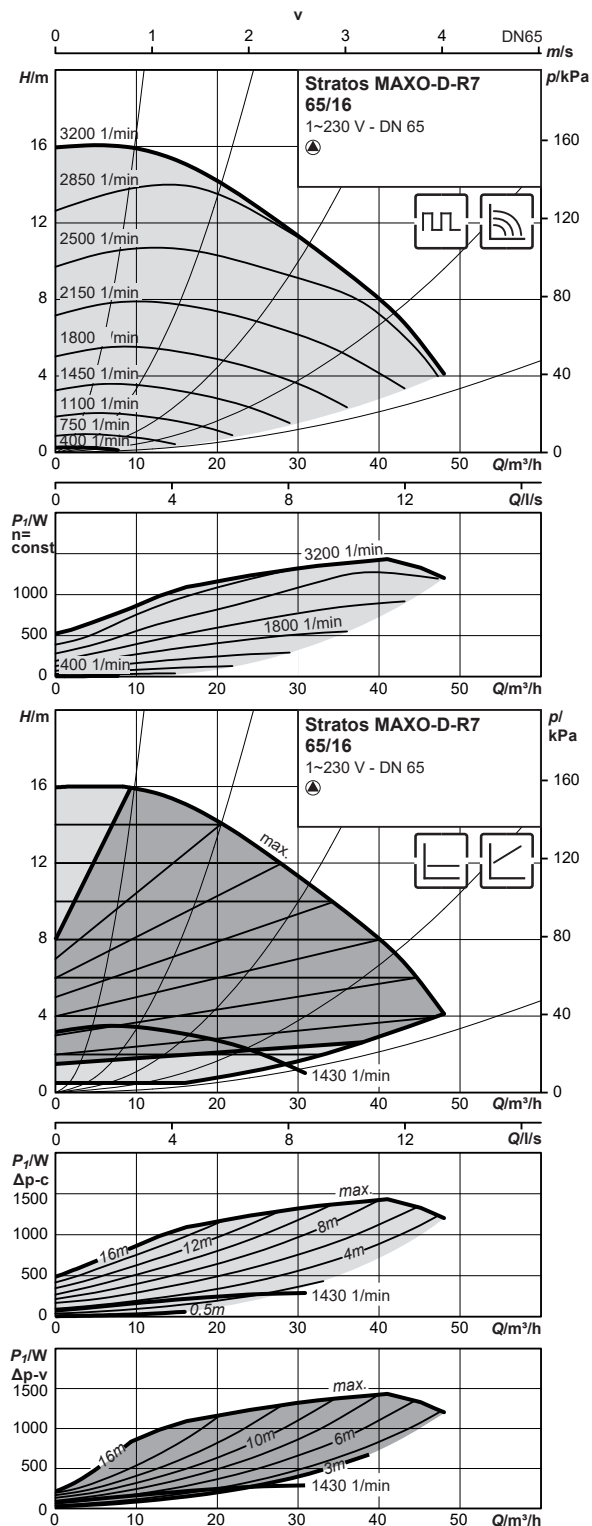 v
0 1 2 3 4 DN65
m/s
H/m p/kPa
Stratos MAXO-D-R7
65/16
1~230 V - DN 65
16 3200 1/min 160
2850 1/min
12 120
2500 1/min
8 2150 1/min 80
1800 /min
4 1450 1/min 40
1100 1/min
750 1/min
400 1/min
0 0
0 10 20 30 40 50 Q/m³/h
0 4 8 12 Q/l/s
P1/W
n=
const
3200 1/min
1000
500 1800 1/min
400 1/min
0
0 10 20 30 40 50 Q/m³/h
H/m p/
kPa
Stratos MAXO-D-R7
65/16
1~230 V - DN 65
16 160
max.
12 120
8 80
4 40
1430 1/min
0 0
0 10 20 30 40 50 Q/m³/h
0 4 8 12 Q/l/s
P1/W
Δp-c
1500 max.
16m 12m 8m
1000
4m
500
1430 1/min
0,5m
0
0 10 20 30 40 50 Q/m³/h
P1/W
Δp-v
1500 max.
16m 10m 6m
1000
500 3m
1430 1/min
0
0 10 20 30 40 50 Q/m³/h